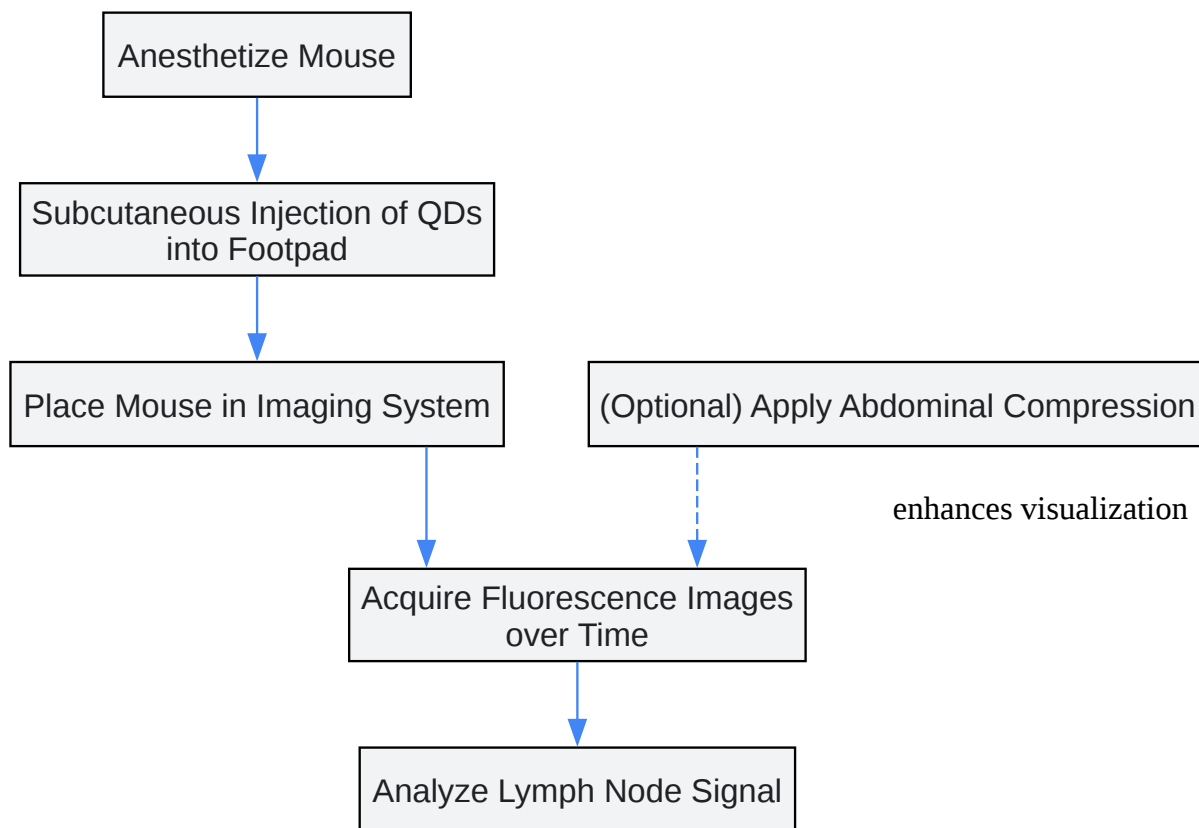 Anesthetize Mouse
Subcutaneous Injection of QDs
into Footpad
Place Mouse in Imaging System
(Optional) Apply Abdominal Compression
enhances visualization
Acquire Fluorescence Images
over Time
Analyze Lymph Node Signal